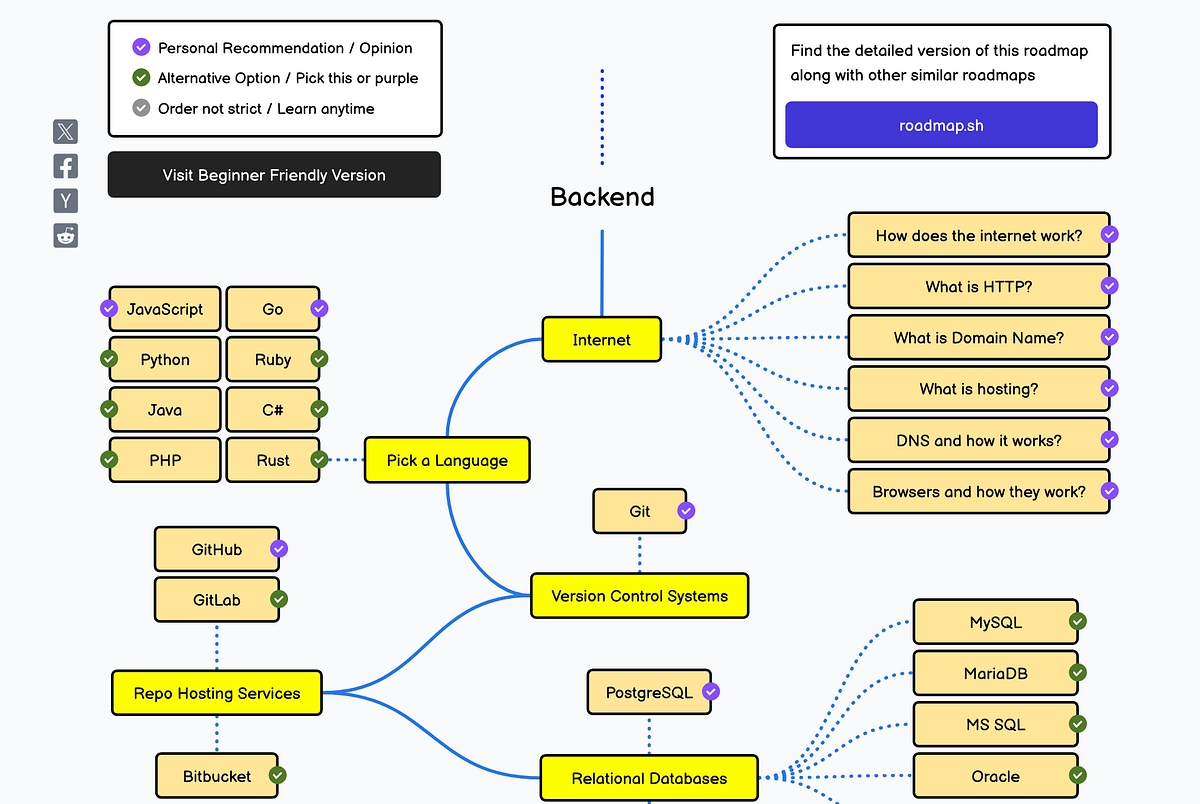 Personal Recommendation / Opinion
Alternative Option / Pick this or purple
Order not strict / Learn anytime
Visit Beginner Friendly Version
Find the detailed version of this roadmap
along with other similar roadmaps
roadmap.sh
Backend
Internet
How does the internet work?
What is HTTP?
What is Domain Name?
What is hosting?
DNS and how it works?
Browsers and how they work?
JavaScript
Go
Python
Ruby
Java
C#
PHP
Rust
Pick a Language
Git
Version Control Systems
GitHub
GitLab
Repo Hosting Services
Bitbucket
PostgreSQL
Relational Databases
MySQL
MariaDB
MS SQL
Oracle